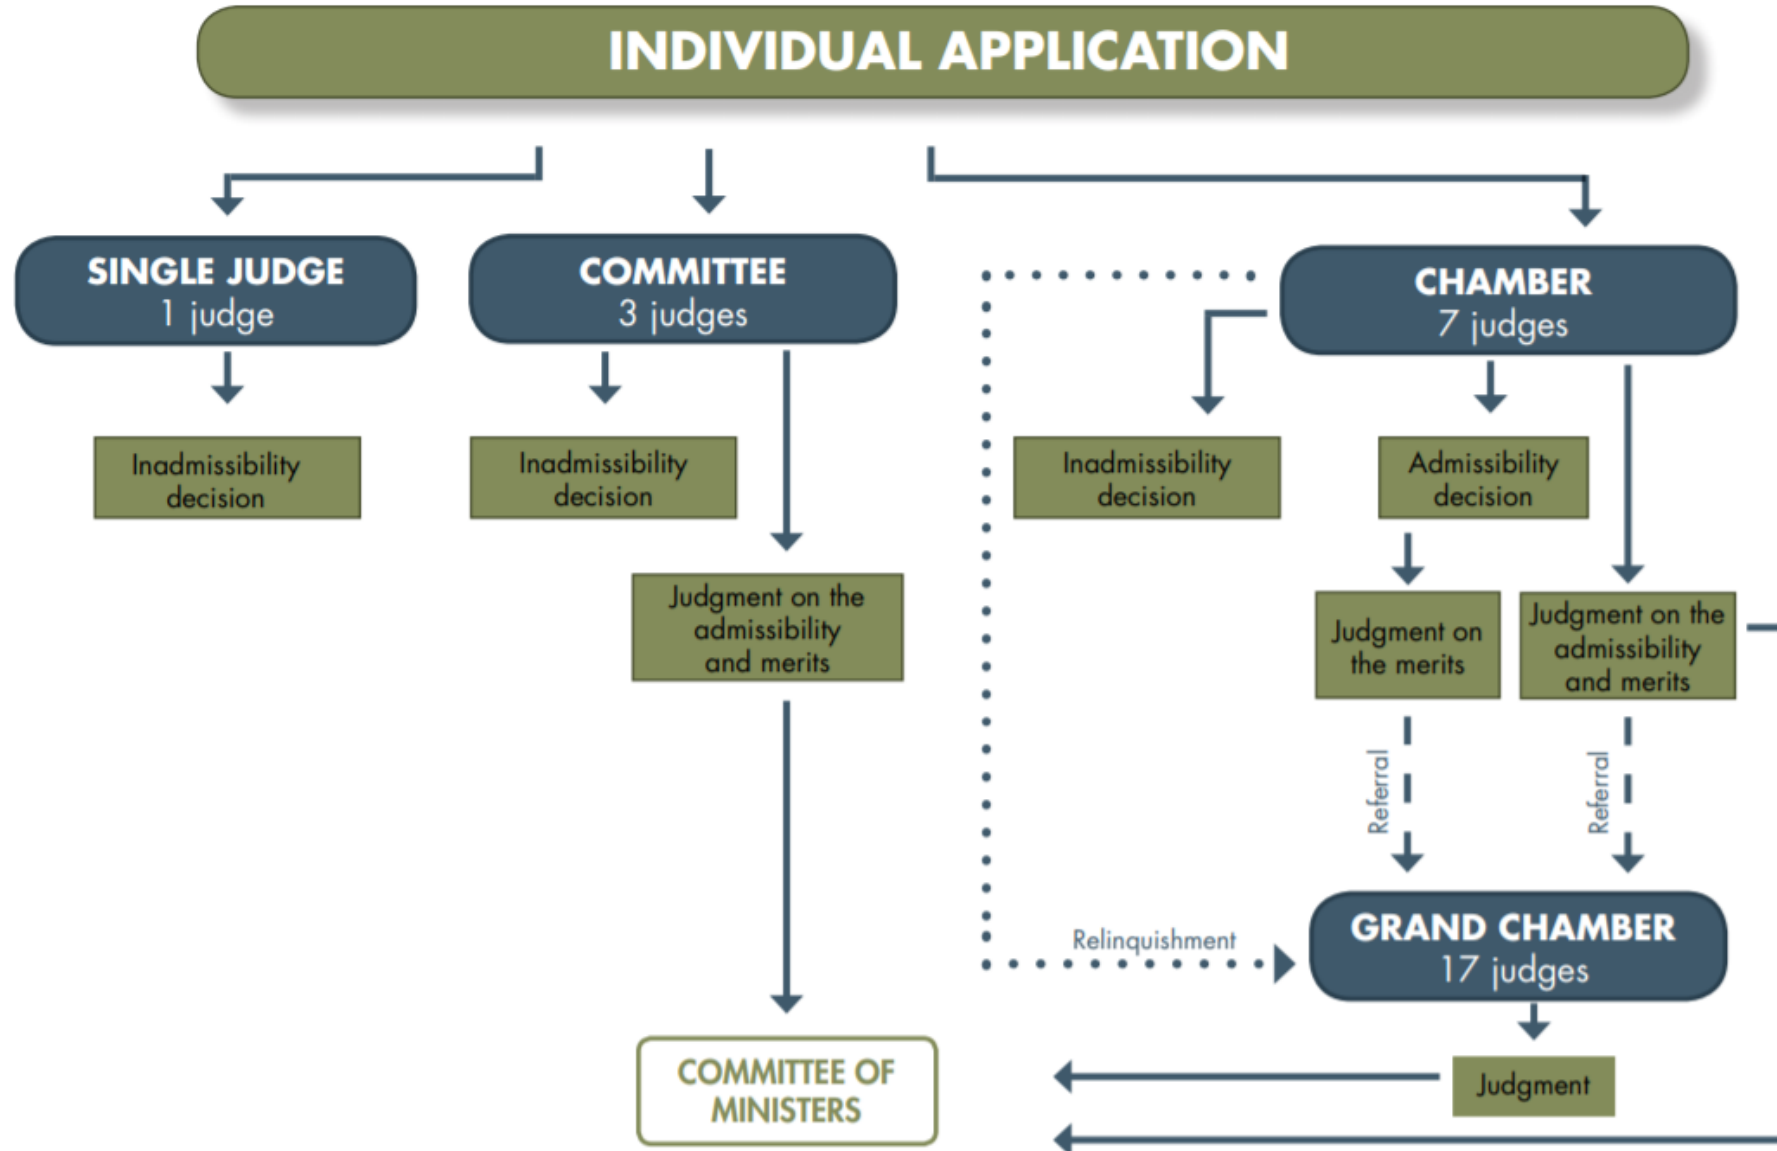 INDIVIDUAL APPLICATION
SINGLE JUDGE
1 judge
COMMITTEE
3 judges
CHAMBER
7 judges
Inadmissibility
decision
Inadmissibility
decision
Inadmissibility
decision
Admissibility
decision
Judgment on the
admissibility
and merits
Judgment on
the merits
Judgment on the
admissibility
and merits
Referral
Referral
Relinquishment
GRAND CHAMBER
17 judges
COMMITTEE OF
MINISTERS
Judgment